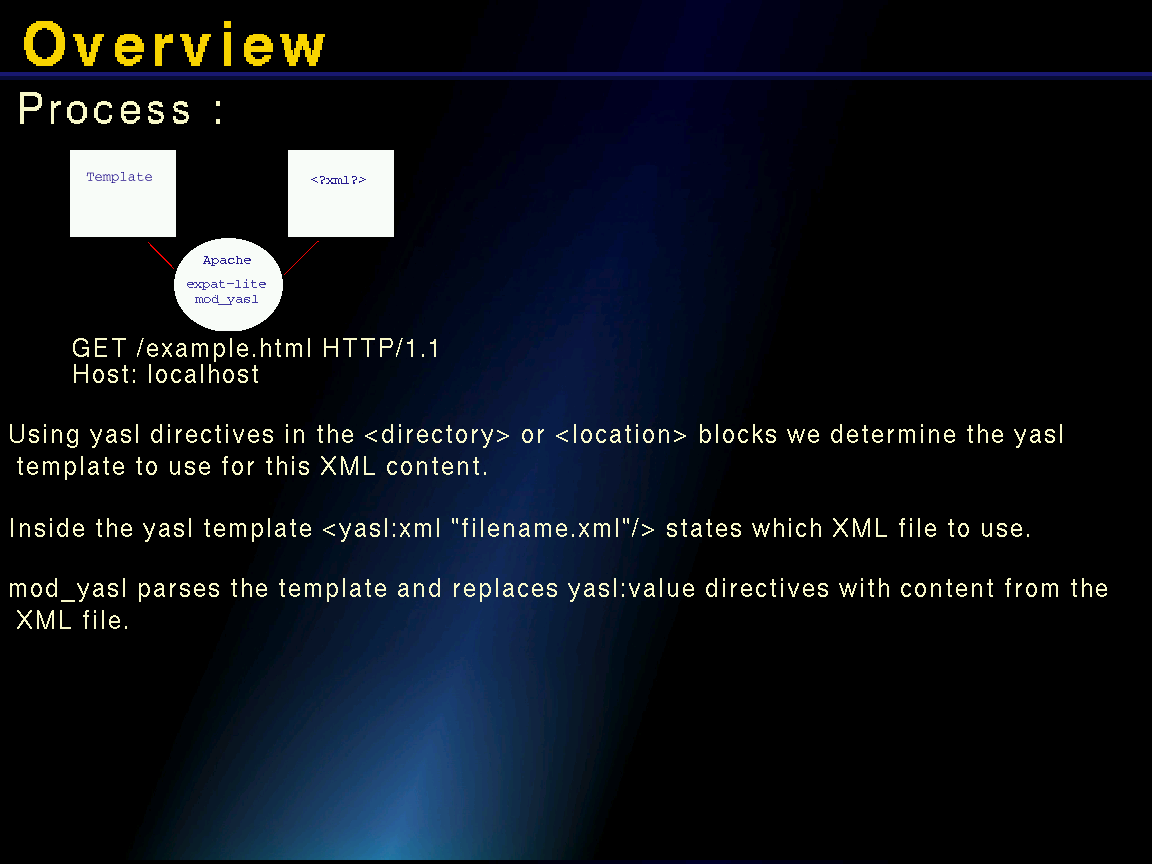 Overview
Process :
Template
<?xml?>
Apache
expat-lite
mod_yasl
GET /example.html HTTP/1.1
Host: localhost
Using yasl directives in the <directory> or <location> blocks we determine the yasl
template to use for this XML content.
Inside the yasl template <yasl:xml "filename.xml"/> states which XML file to use.
mod_yasl parses the template and replaces yasl:value directives with content from the
XML file.